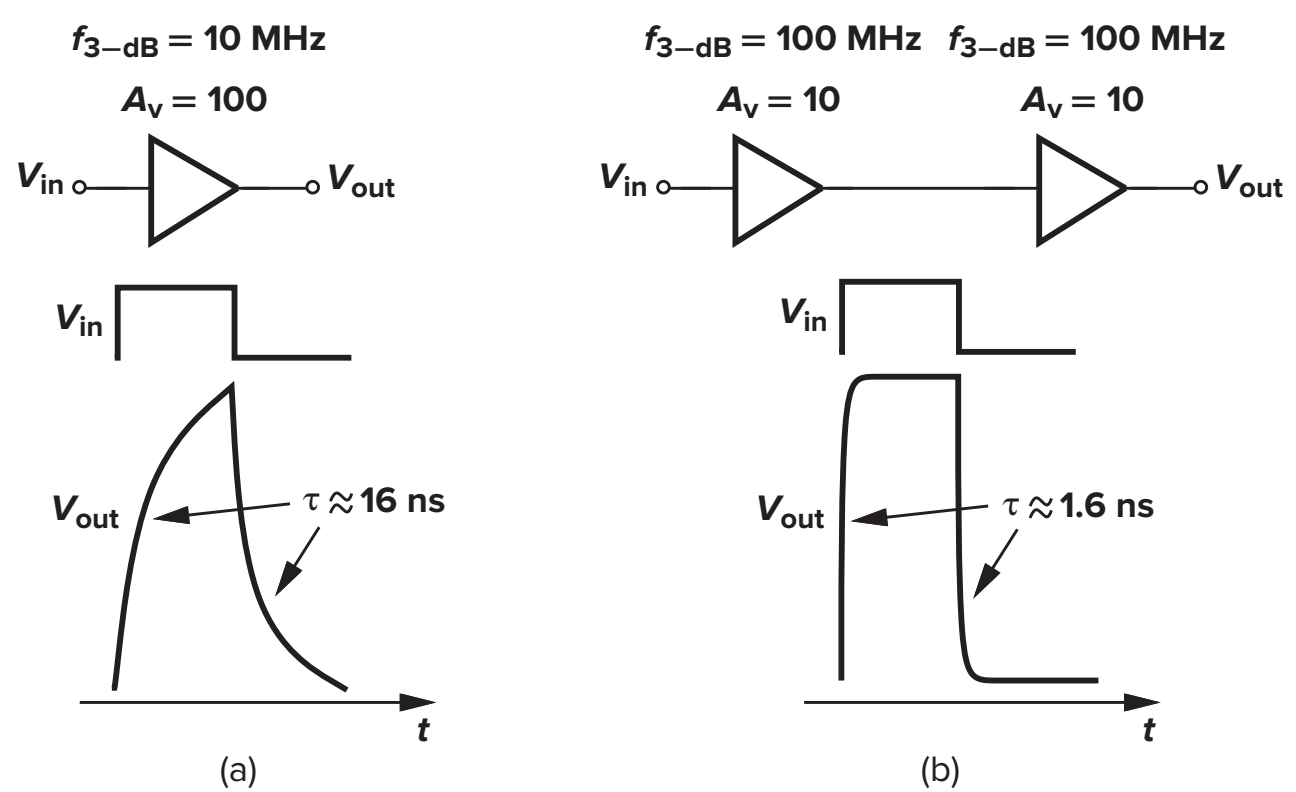 f3–dB = 10 MHz
Av = 100
Vin
Vout
Vin
Vout
τ ≈ 16 ns
t
(a)
f3–dB = 100 MHz f3–dB = 100 MHz
Av = 10 Av = 10
Vin
Vout
Vin
Vout
τ ≈ 1.6 ns
t
(b)